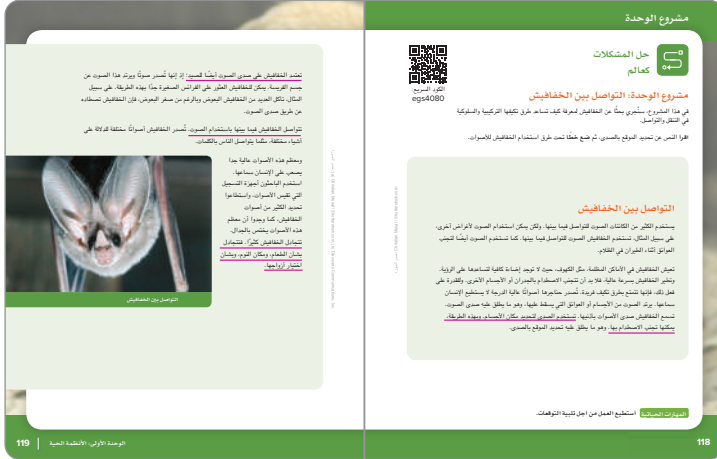 مشروع الوحدة
حل المشكلات
كعالم
الكود السريع:
egs4080
مشروع الوحدة: التواصل بين الخفافيش
في هذا المشروع، ستُجري بحثًا عن الخفافيش لمعرفة كيف تساعد طرق تكيفها التركيبية والسلوكية
في التنقل والتواصل.
اقرأ النص عن تحديد الموقع بالصدى، ثم ضع خطًا تحت طرق استخدام الخفافيش للأصوات.
التواصل بين الخفافيش
يستخدم الكثير من الكائنات الصوت للتواصل فيما بينها. ولكن يمكن استخدام الصوت لأغراض أخرى.
على سبيل المثال، تستخدم الخفافيش الصوت للتواصل فيما بينها. كما تستخدم الصوت أيضًا لتجنب
العوائق أثناء الطيران في الظلام.
تعيش الخفافيش في الأماكن المظلمة، مثل الكهوف، حيث لا توجد إضاءة كافية لتساعدها على الرؤية.
وتطير الخفافيش بسرعة عالية، فلا بد أن تتجنب الاصطدام بالجدران أو الأجسام الأخرى. وللقدرة على
فعل ذلك، فإنها تتمتع بطرق تكيف فريدة. تُصدر حناجرها أصواتًا عالية الدرجة لا يستطيع الإنسان
سماعها. يرتد الصوت من الأجسام أو العوائق التي يسقط عليها، وهو ما يطلق عليه صدى الصوت.
تسمع الخفافيش صدى الأصوات بأذنيها. تستخدم الصدى لتحديد مكان الأجسام. وبهذه الطريقة،
يمكنها تجنب الاصطدام بها. وهو ما يطلق عليه تحديد الموقع بالصدى.
المهارات الحياتية أستطيع العمل من أجل تلبية التوقعات.
118
تعتمد الخفافيش على صدى الصوت أيضًا للصيد؛ إذ إنها تُصدر صوتًا ويرتد هذا الصوت عن
جسم الفريسة. يمكن للخفافيش العثور على الفرائس الصغيرة جدًا بهذه الطريقة. على سبيل
المثال، تأكل العديد من الخفافيش البعوض وبالرغم من صغر البعوض، فإن الخفافيش تصطاده
عن طريق صدى الصوت.
تتواصل الخفافيش فيما بينها باستخدام الصوت. تُصدر الخفافيش أصواتًا مختلفة للدلالة على
أشياء مختلفة، مثلما يتواصل الناس بالكلمات.
ومعظم هذه الأصوات عالية جدا
يصعب على الإنسان سماعها.
استخدم الباحثون أجهزة التسجيل
التي تقيس الأصوات، واستطاعوا
تحديد الكثير من أصوات
الخفافيش. كما وجدوا أن معظم
هذه الأصوات يختص بالجدال.
تتجادل الخفافيش كثيرًا. فتتجادل
بشأن الطعام، ومكان النوم، وبشأن
اختيار أزواجها.
التواصل بين الخفافيش
الوحدة الأولى: الأنظمة الحية
119